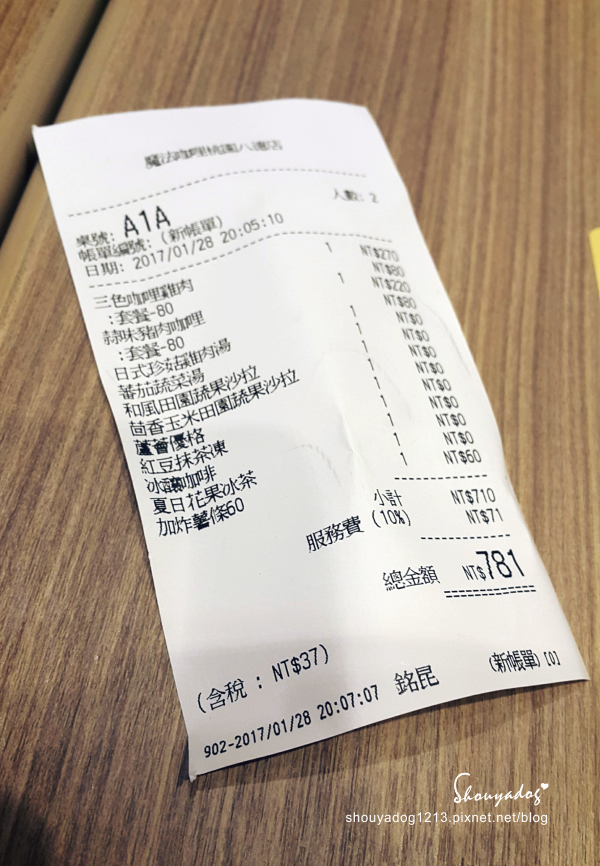 魔法咖哩桃園八德店
桌號: A1A 人數: 2
帳單編號: (新帳單)
日期: 2017/01/28 20:05:10
三色咖哩雞肉 1 NT$270
:套餐-80 NT$80
蒜味豬肉咖哩 1 NT$220
:套餐-80 NT$80
日式珍菇雞肉湯 1 NT$0
蕃茄蔬菜湯 1 NT$0
和風田園蔬果沙拉 1 NT$0
茴香玉米田園蔬果沙拉 1 NT$0
蘆薈優格 1 NT$0
紅豆抹茶凍 1 NT$0
冰釀咖啡 1 NT$0
夏日花果冰茶 1 NT$0
加炸薯條60 1 NT$60
小計 NT$710
服務費 (10%) NT$71
總金額 NT$781
(含稅 : NT$37)
902-2017/01/28 20:07:07 銘昆 (新帳單) [0]
Shouyadog
shouyadog1213.pixnet.net/blog